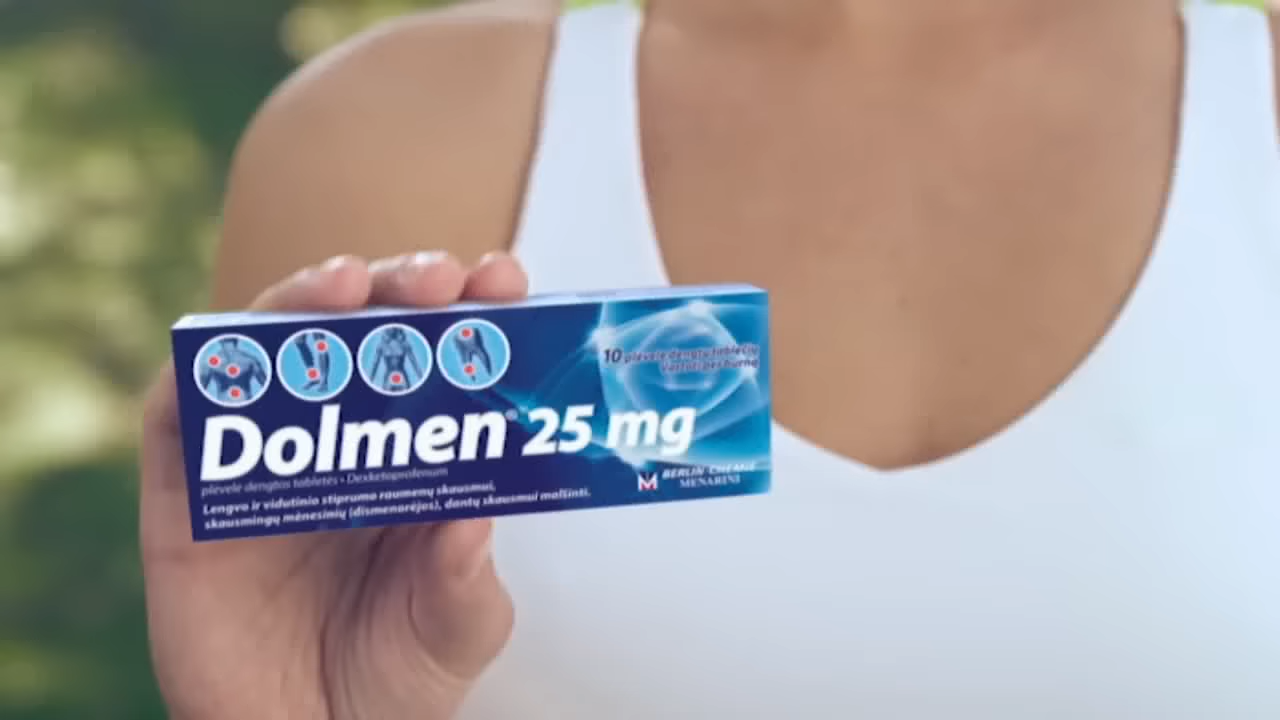 10 plėvele dengtų tablečių
Vartoti per burną
Dolmen® 25 mg
plėvele dengtos tabletės • Dexketoprofenum
Lengvo ir vidutinio stiprumo raumenų skausmui,
skausmingų mėnesinių (dismenorėjos), dantų skausmui malšinti.
BERLIN-CHEMIE
MENARINI